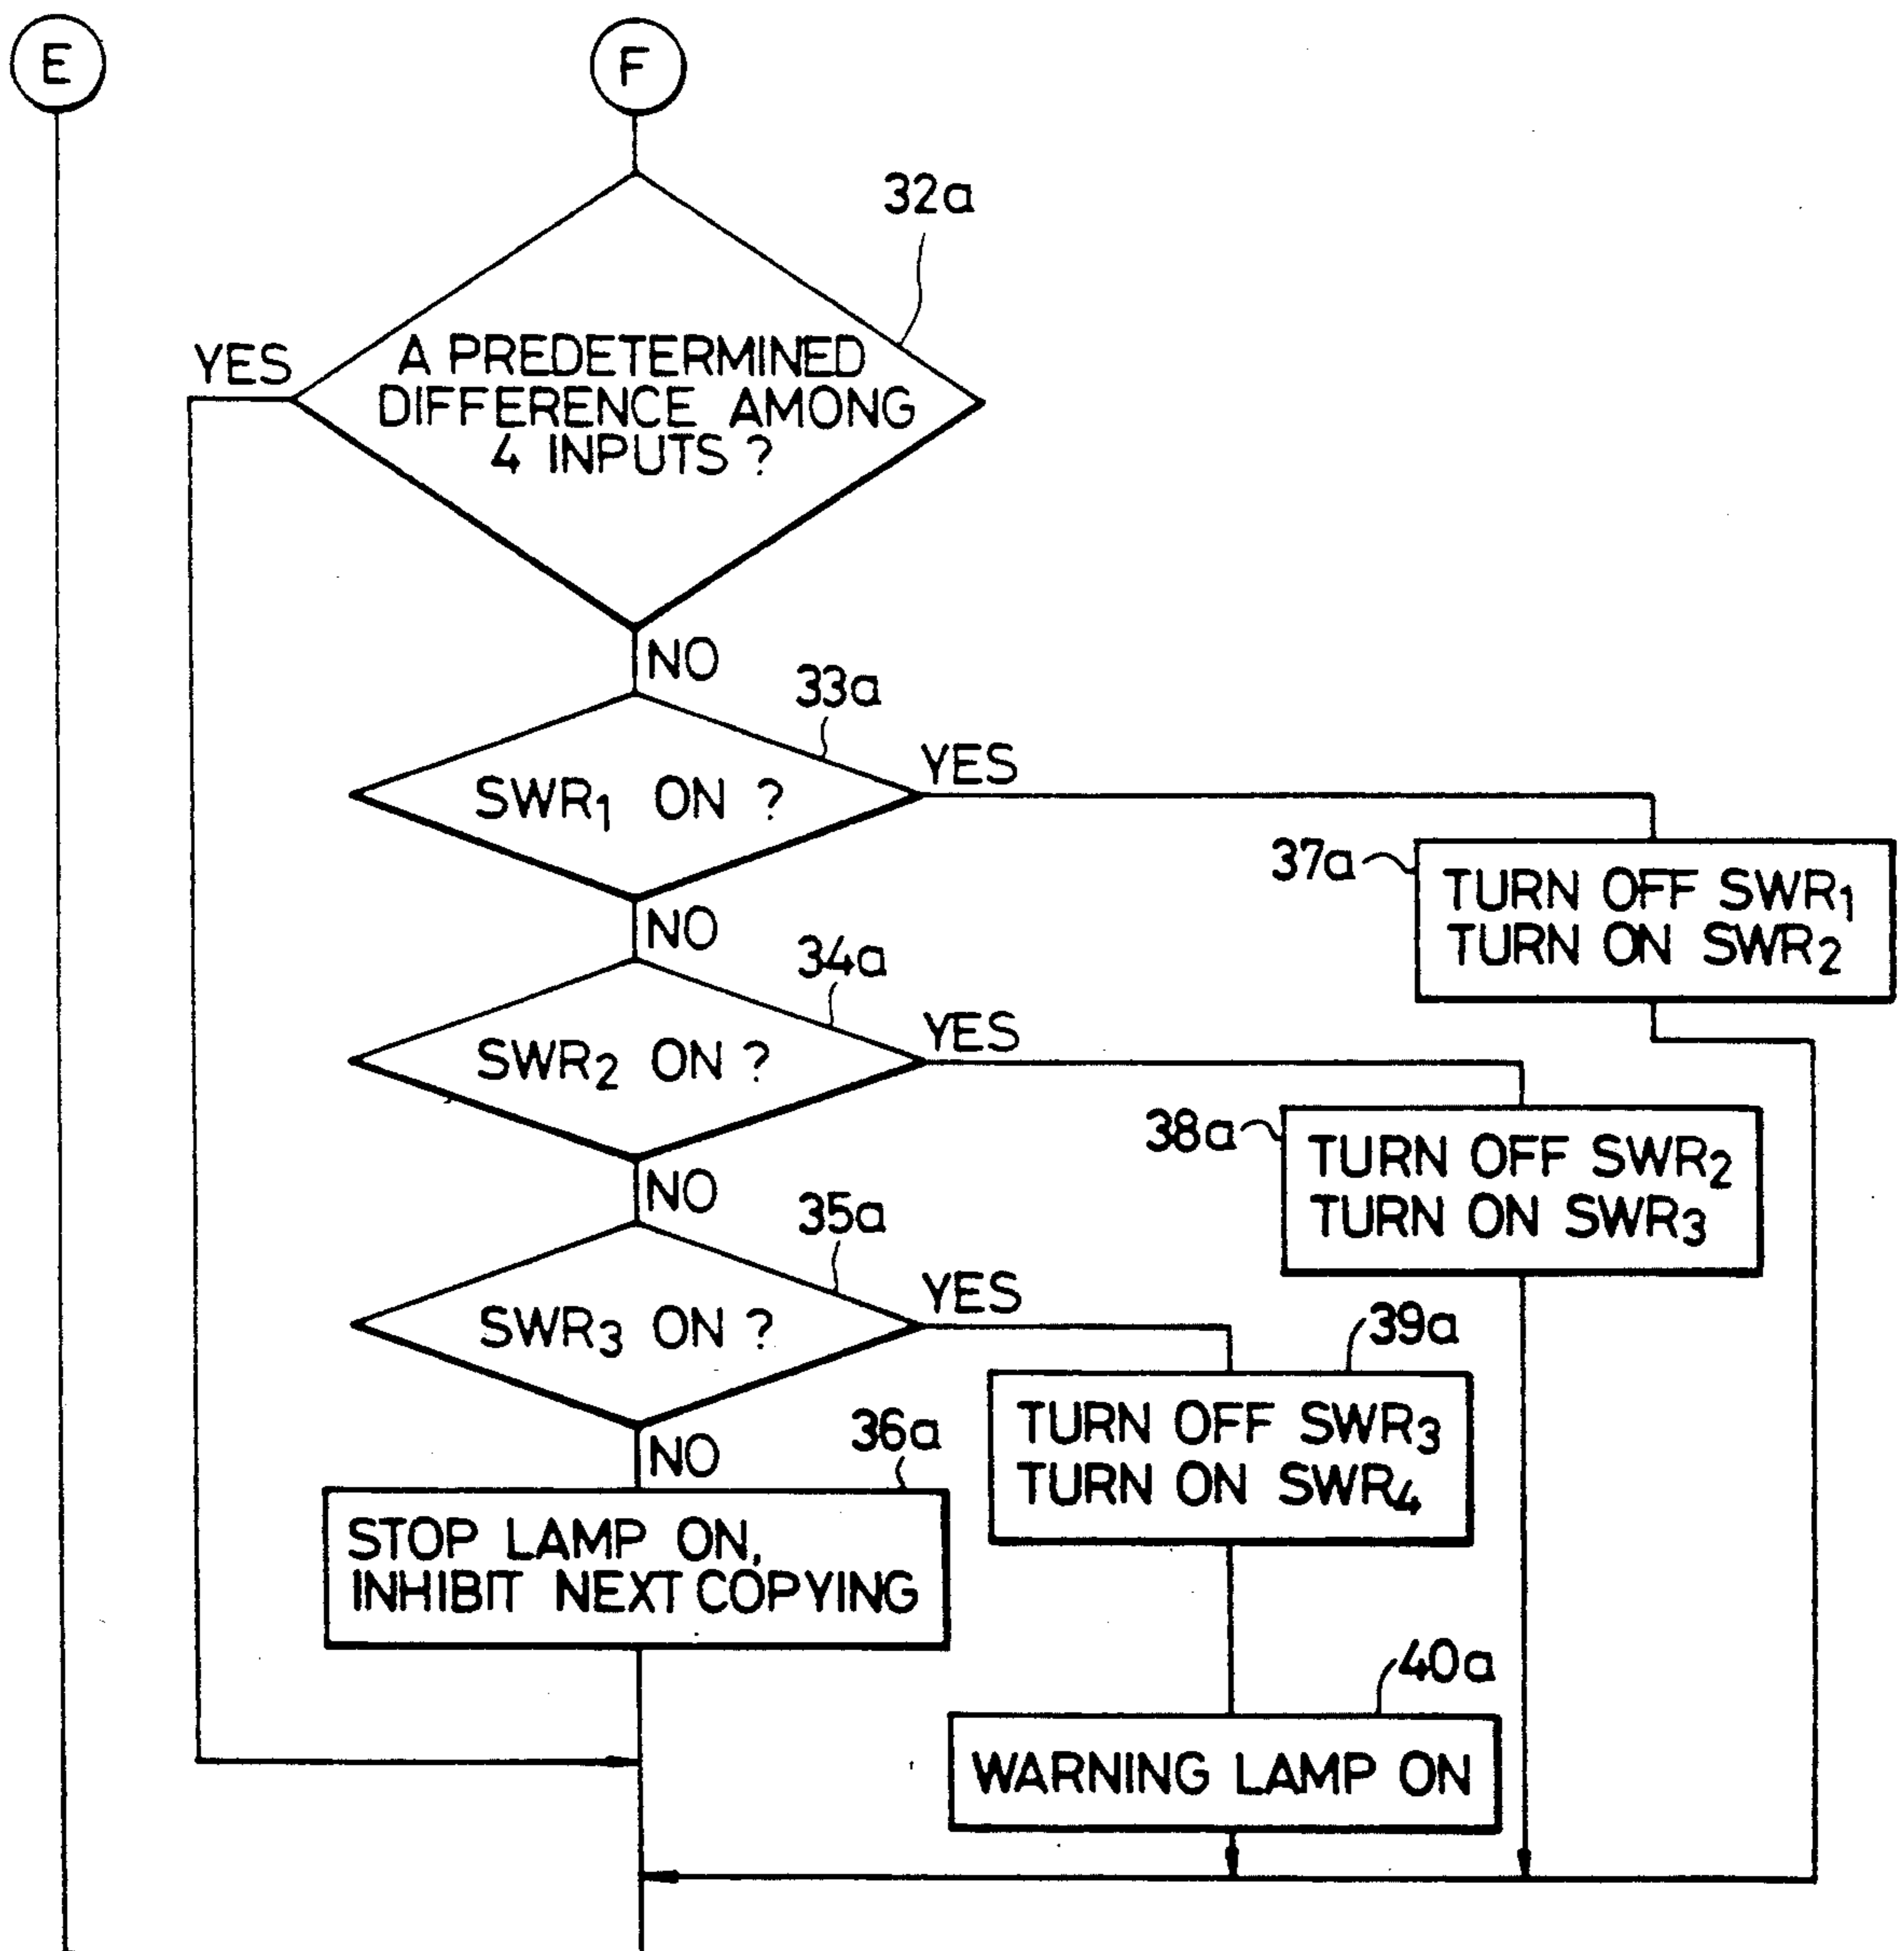 E
F
32a
YES
A PREDETERMINED
DIFFERENCE AMONG
4 INPUTS ?
NO
33a
SWR1 ON ?
YES
37a
TURN OFF SWR1
TURN ON SWR2
NO
34a
SWR2 ON ?
YES
38a
TURN OFF SWR2
TURN ON SWR3
NO
35a
SWR3 ON ?
YES
39a
TURN OFF SWR3
TURN ON SWR4
NO
36a
STOP LAMP ON,
INHIBIT NEXT COPYING
40a
WARNING LAMP ON